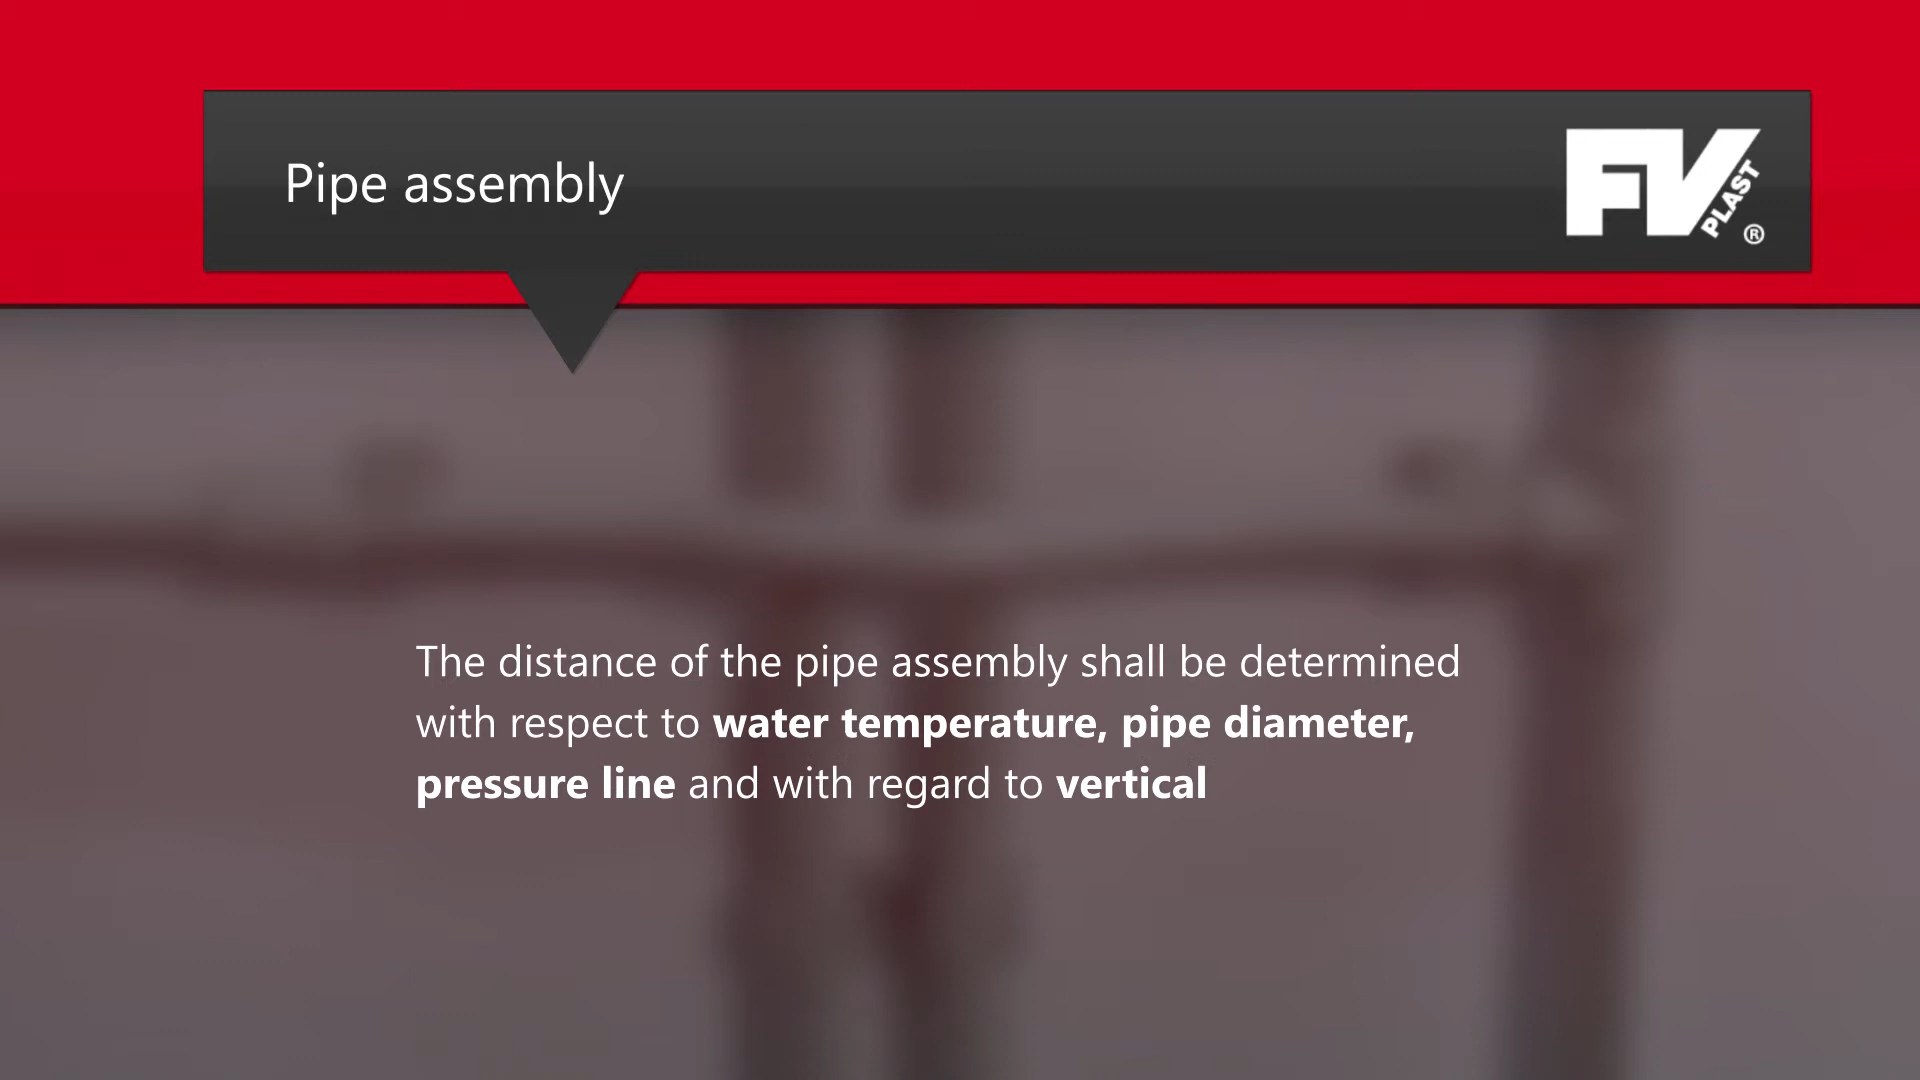 Pipe assembly
FV
PLAST
®
The distance of the pipe assembly shall be determined
with respect to water temperature, pipe diameter,
pressure line and with regard to vertical